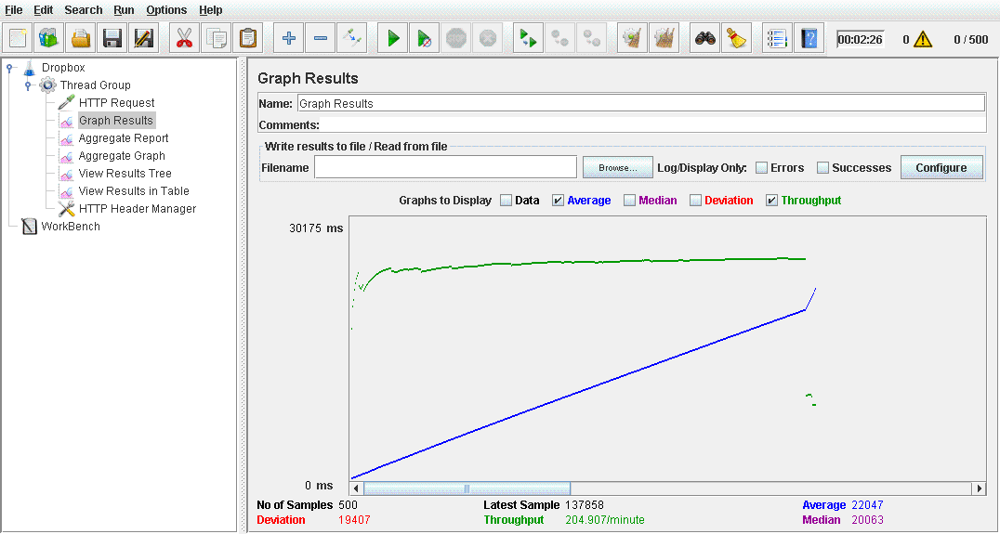 File Edit Search Run Options Help
00:02:26 0 0 / 500
Dropbox
Thread Group
HTTP Request
Graph Results
Aggregate Report
Aggregate Graph
View Results Tree
View Results in Table
HTTP Header Manager
WorkBench
Graph Results
Name: Graph Results
Comments:
Write results to file / Read from file
Filename Browse... Log/Display Only: Errors Successes Configure
Graphs to Display Data Average Median Deviation Throughput
30175 ms
0 ms
No of Samples 500 Latest Sample 137858 Average 22047
Deviation 19407 Throughput 204.907/minute Median 20063